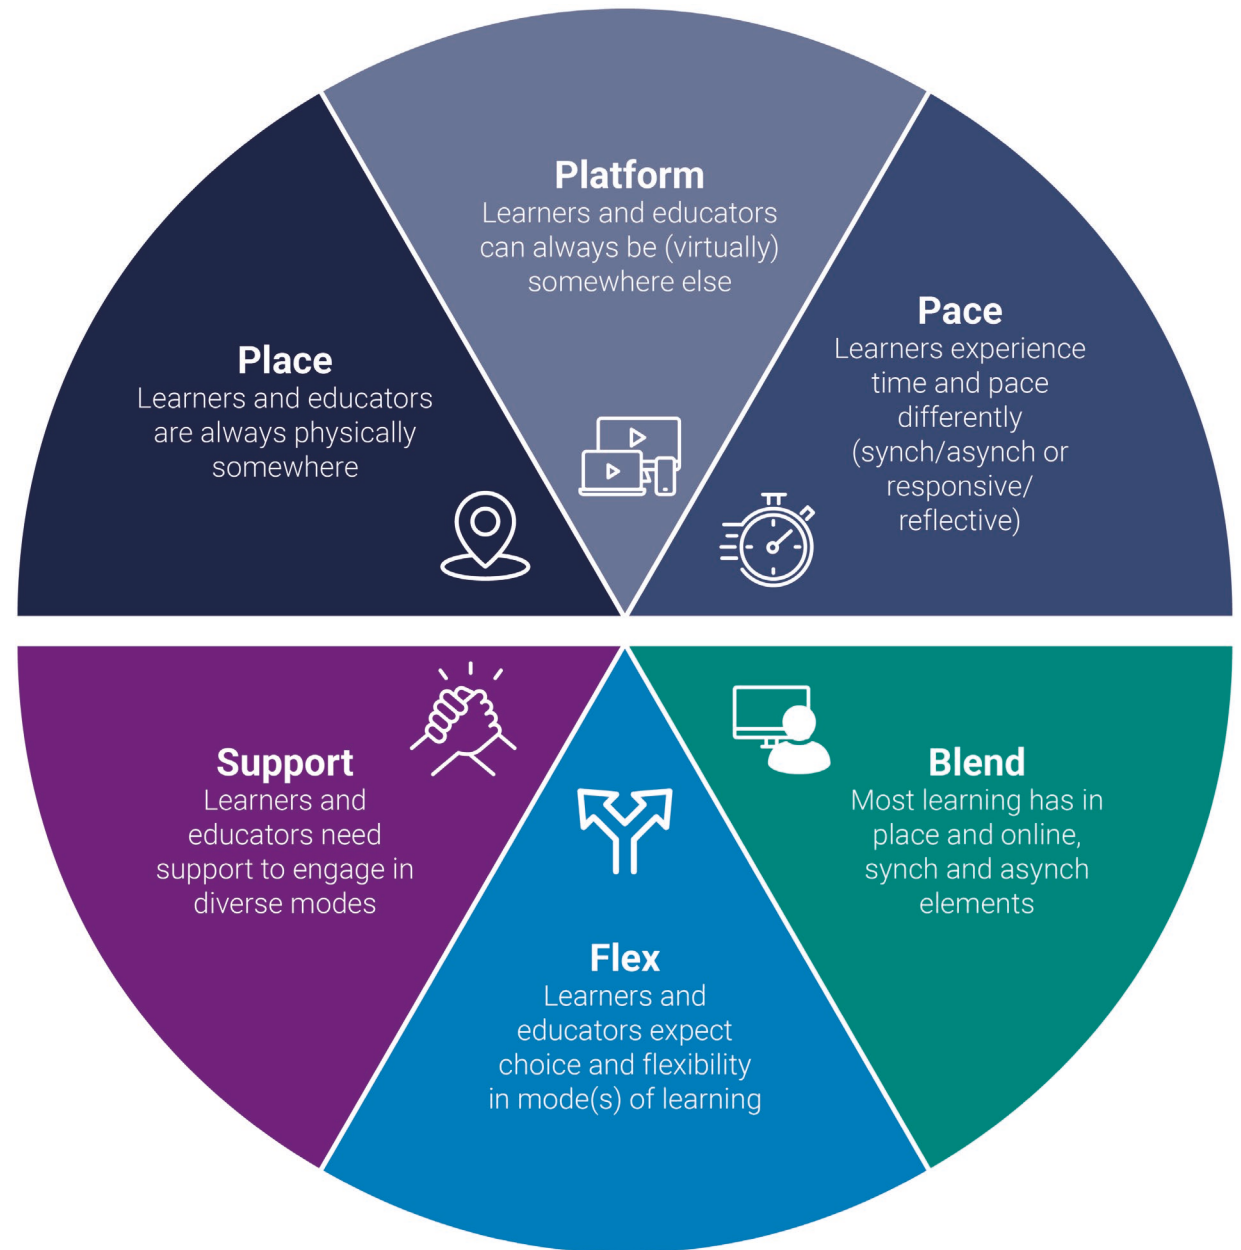 Platform
Learners and educators
can always be (virtually)
somewhere else
Place
Learners and educators
are always physically
somewhere
Pace
Learners experience
time and pace
differently
(synch/asynch or
responsive/
reflective)
Support
Learners and
educators need
support to engage in
diverse modes
Flex
Learners and
educators expect
choice and flexibility
in mode(s) of learning
Blend
Most learning has in
place and online,
synch and asynch
elements